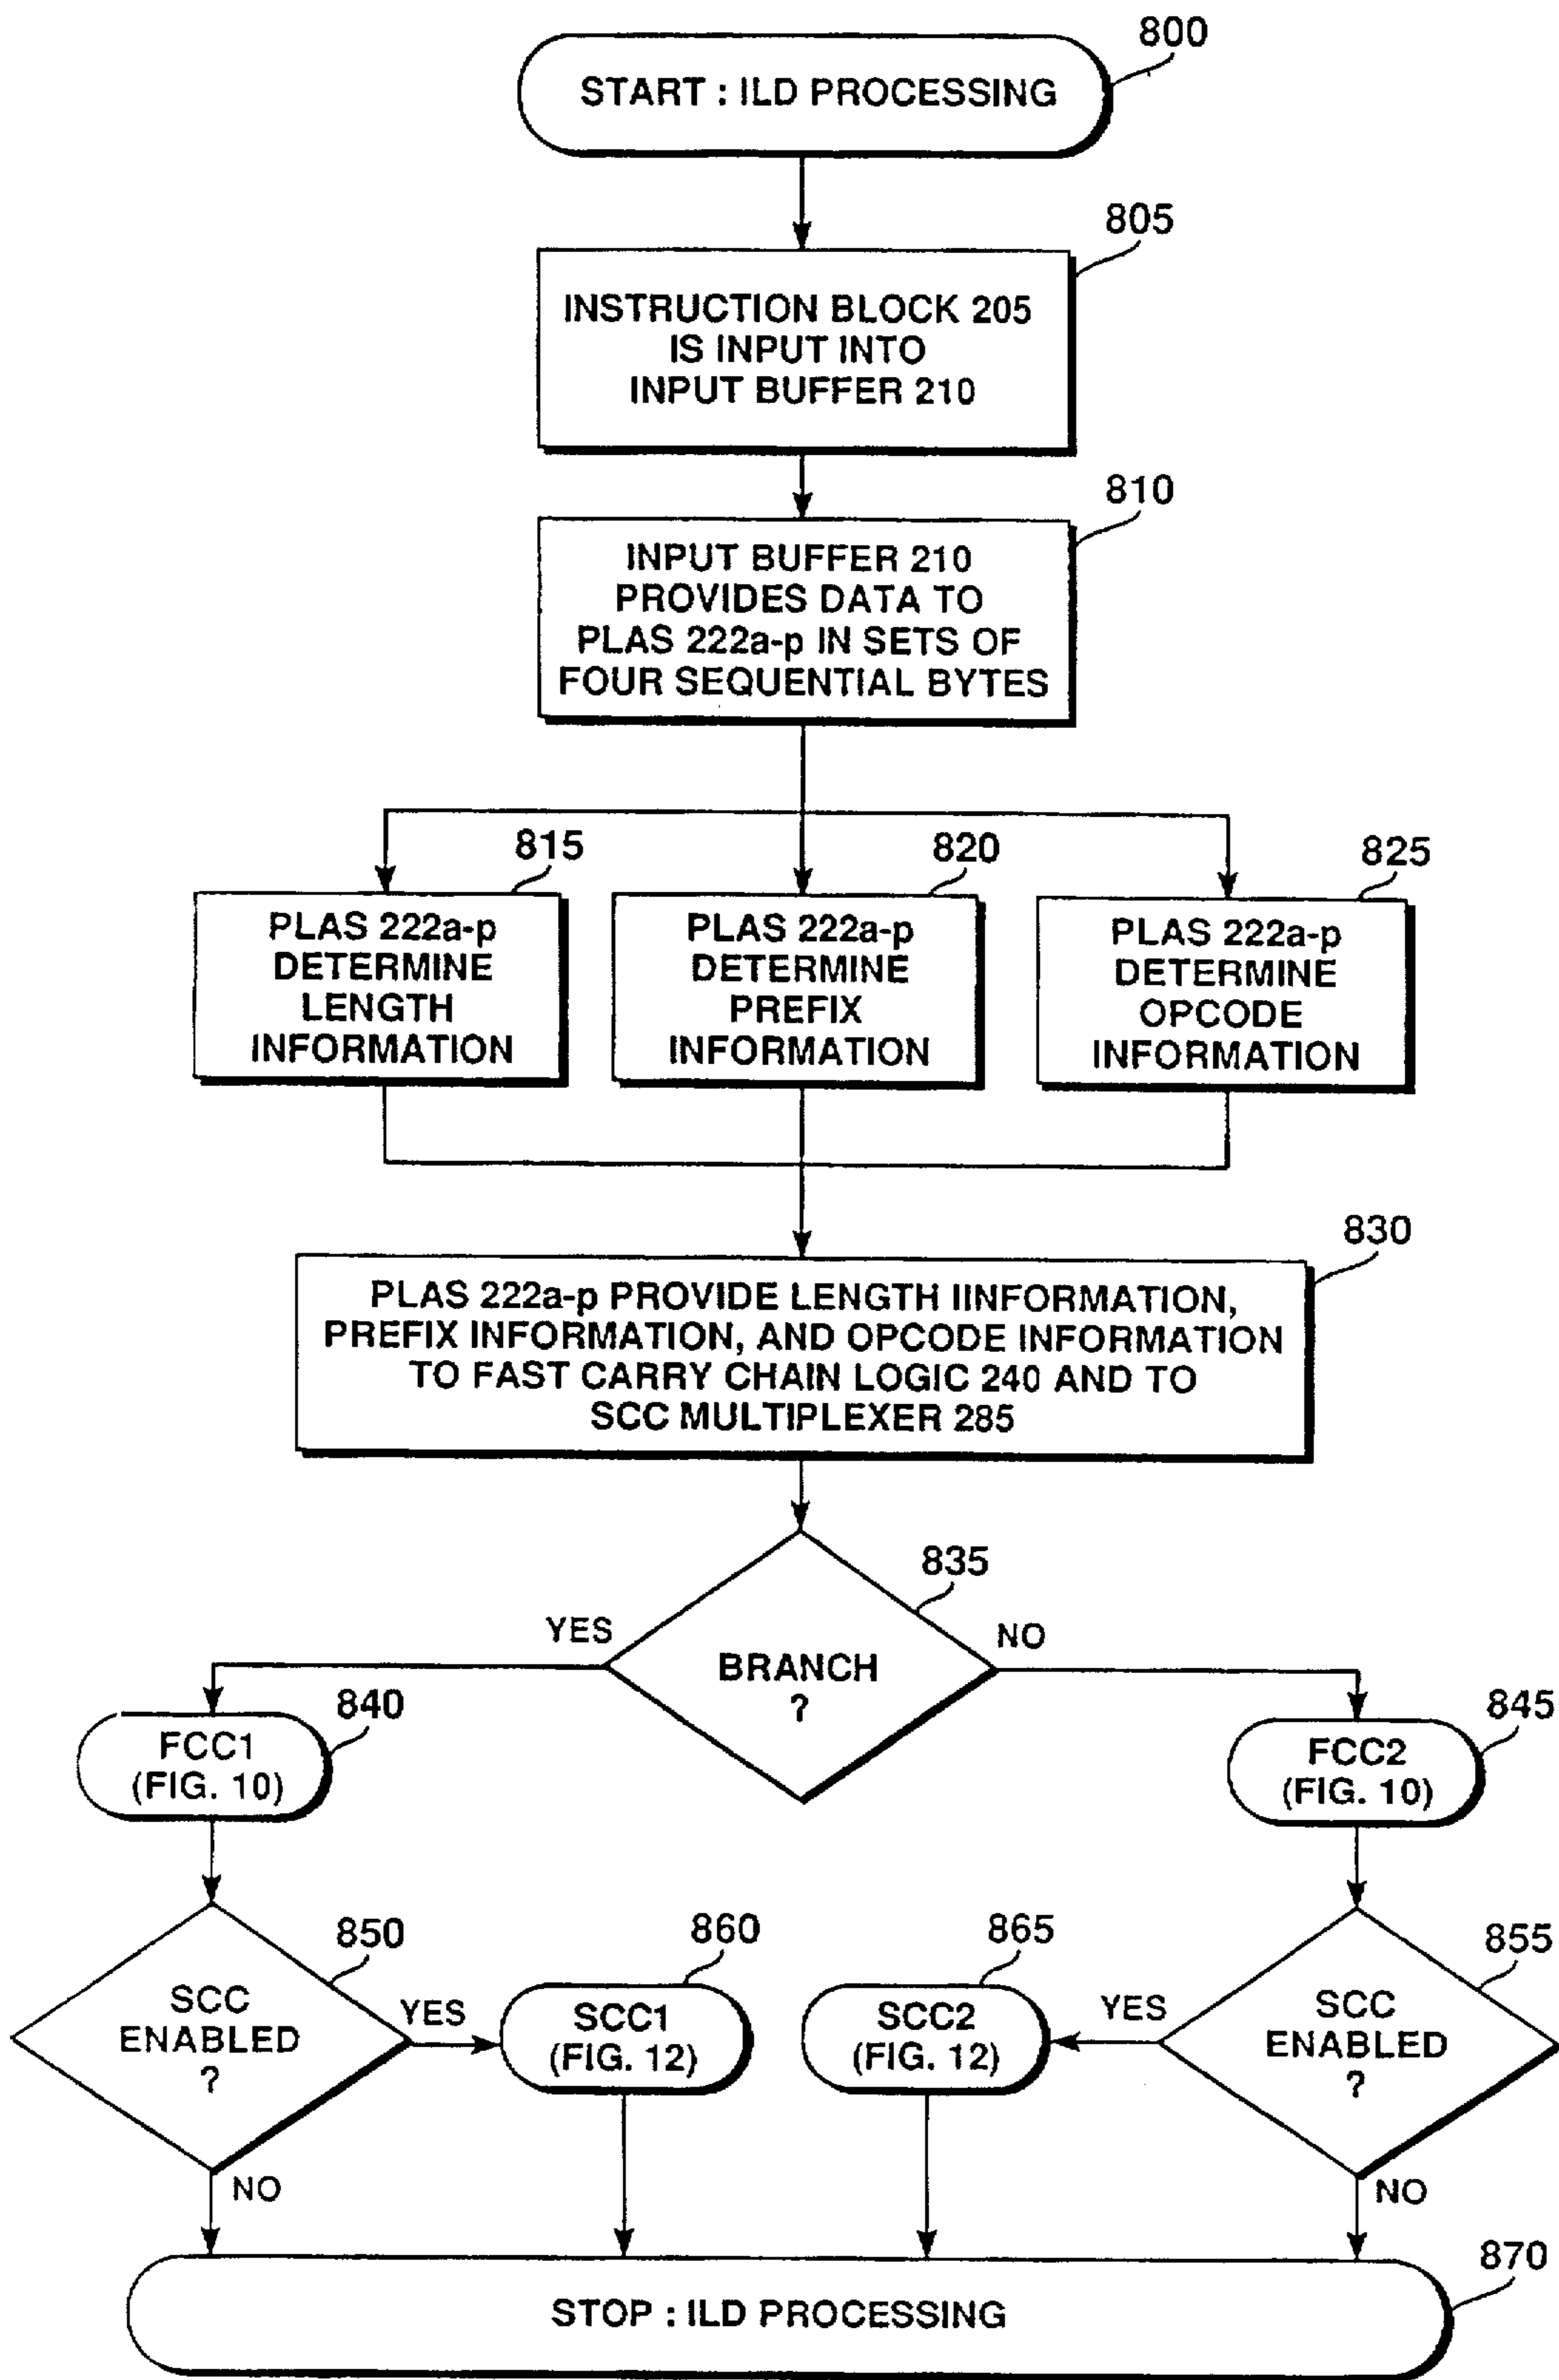 800
START : ILD PROCESSING
805
INSTRUCTION BLOCK 205
IS INPUT INTO
INPUT BUFFER 210
810
INPUT BUFFER 210
PROVIDES DATA TO
PLAS 222a-p IN SETS OF
FOUR SEQUENTIAL BYTES
815
PLAS 222a-p
DETERMINE
LENGTH
INFORMATION
820
PLAS 222a-p
DETERMINE
PREFIX
INFORMATION
825
PLAS 222a-p
DETERMINE
OPCODE
INFORMATION
830
PLAS 222a-p PROVIDE LENGTH IINFORMATION,
PREFIX INFORMATION, AND OPCODE INFORMATION
TO FAST CARRY CHAIN LOGIC 240 AND TO
SCC MULTIPLEXER 285
835
BRANCH
?
YES
NO
840
FCC1
(FIG. 10)
845
FCC2
(FIG. 10)
850
SCC
ENABLED
?
YES
NO
860
SCC1
(FIG. 12)
865
SCC2
(FIG. 12)
855
SCC
ENABLED
?
YES
NO
870
STOP : ILD PROCESSING